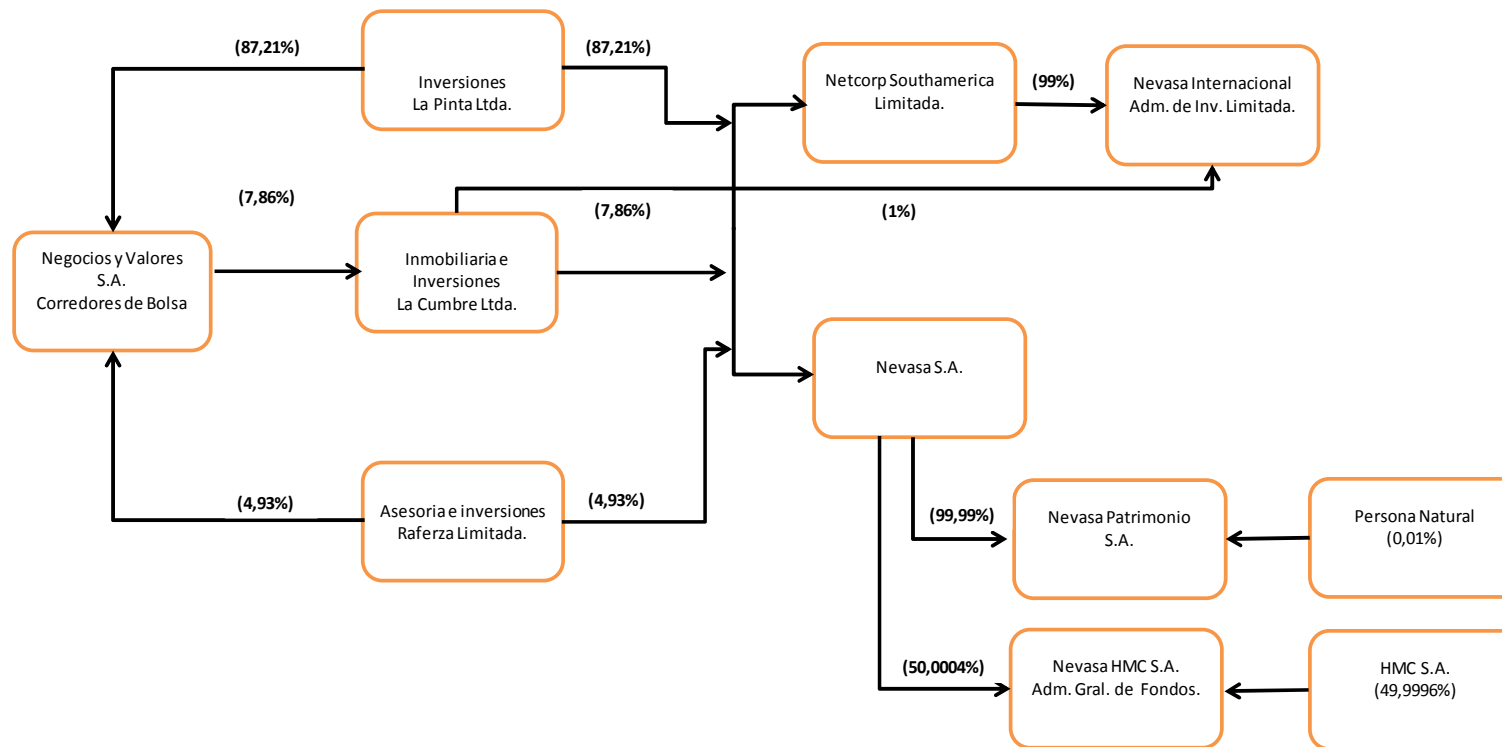 (87,21%)
(87,21%)
Inversiones
La Pinta Ltda.
Netcorp Southamerica
Limitada.
(99%)
Nevasa Internacional
Adm. de Inv. Limitada.
(7,86%)
(7,86%)
(1%)
Negocios y Valores
S.A.
Corredores de Bolsa
Inmobiliaria e
Inversiones
La Cumbre Ltda.
Nevasa S.A.
(4,93%)
Asesoria e inversiones
Raferza Limitada.
(4,93%)
(99,99%)
Nevasa Patrimonio
S.A.
Persona Natural
(0,01%)
(50,0004%)
Nevasa HMC S.A.
Adm. Gral. de Fondos.
HMC S.A.
(49,9996%)